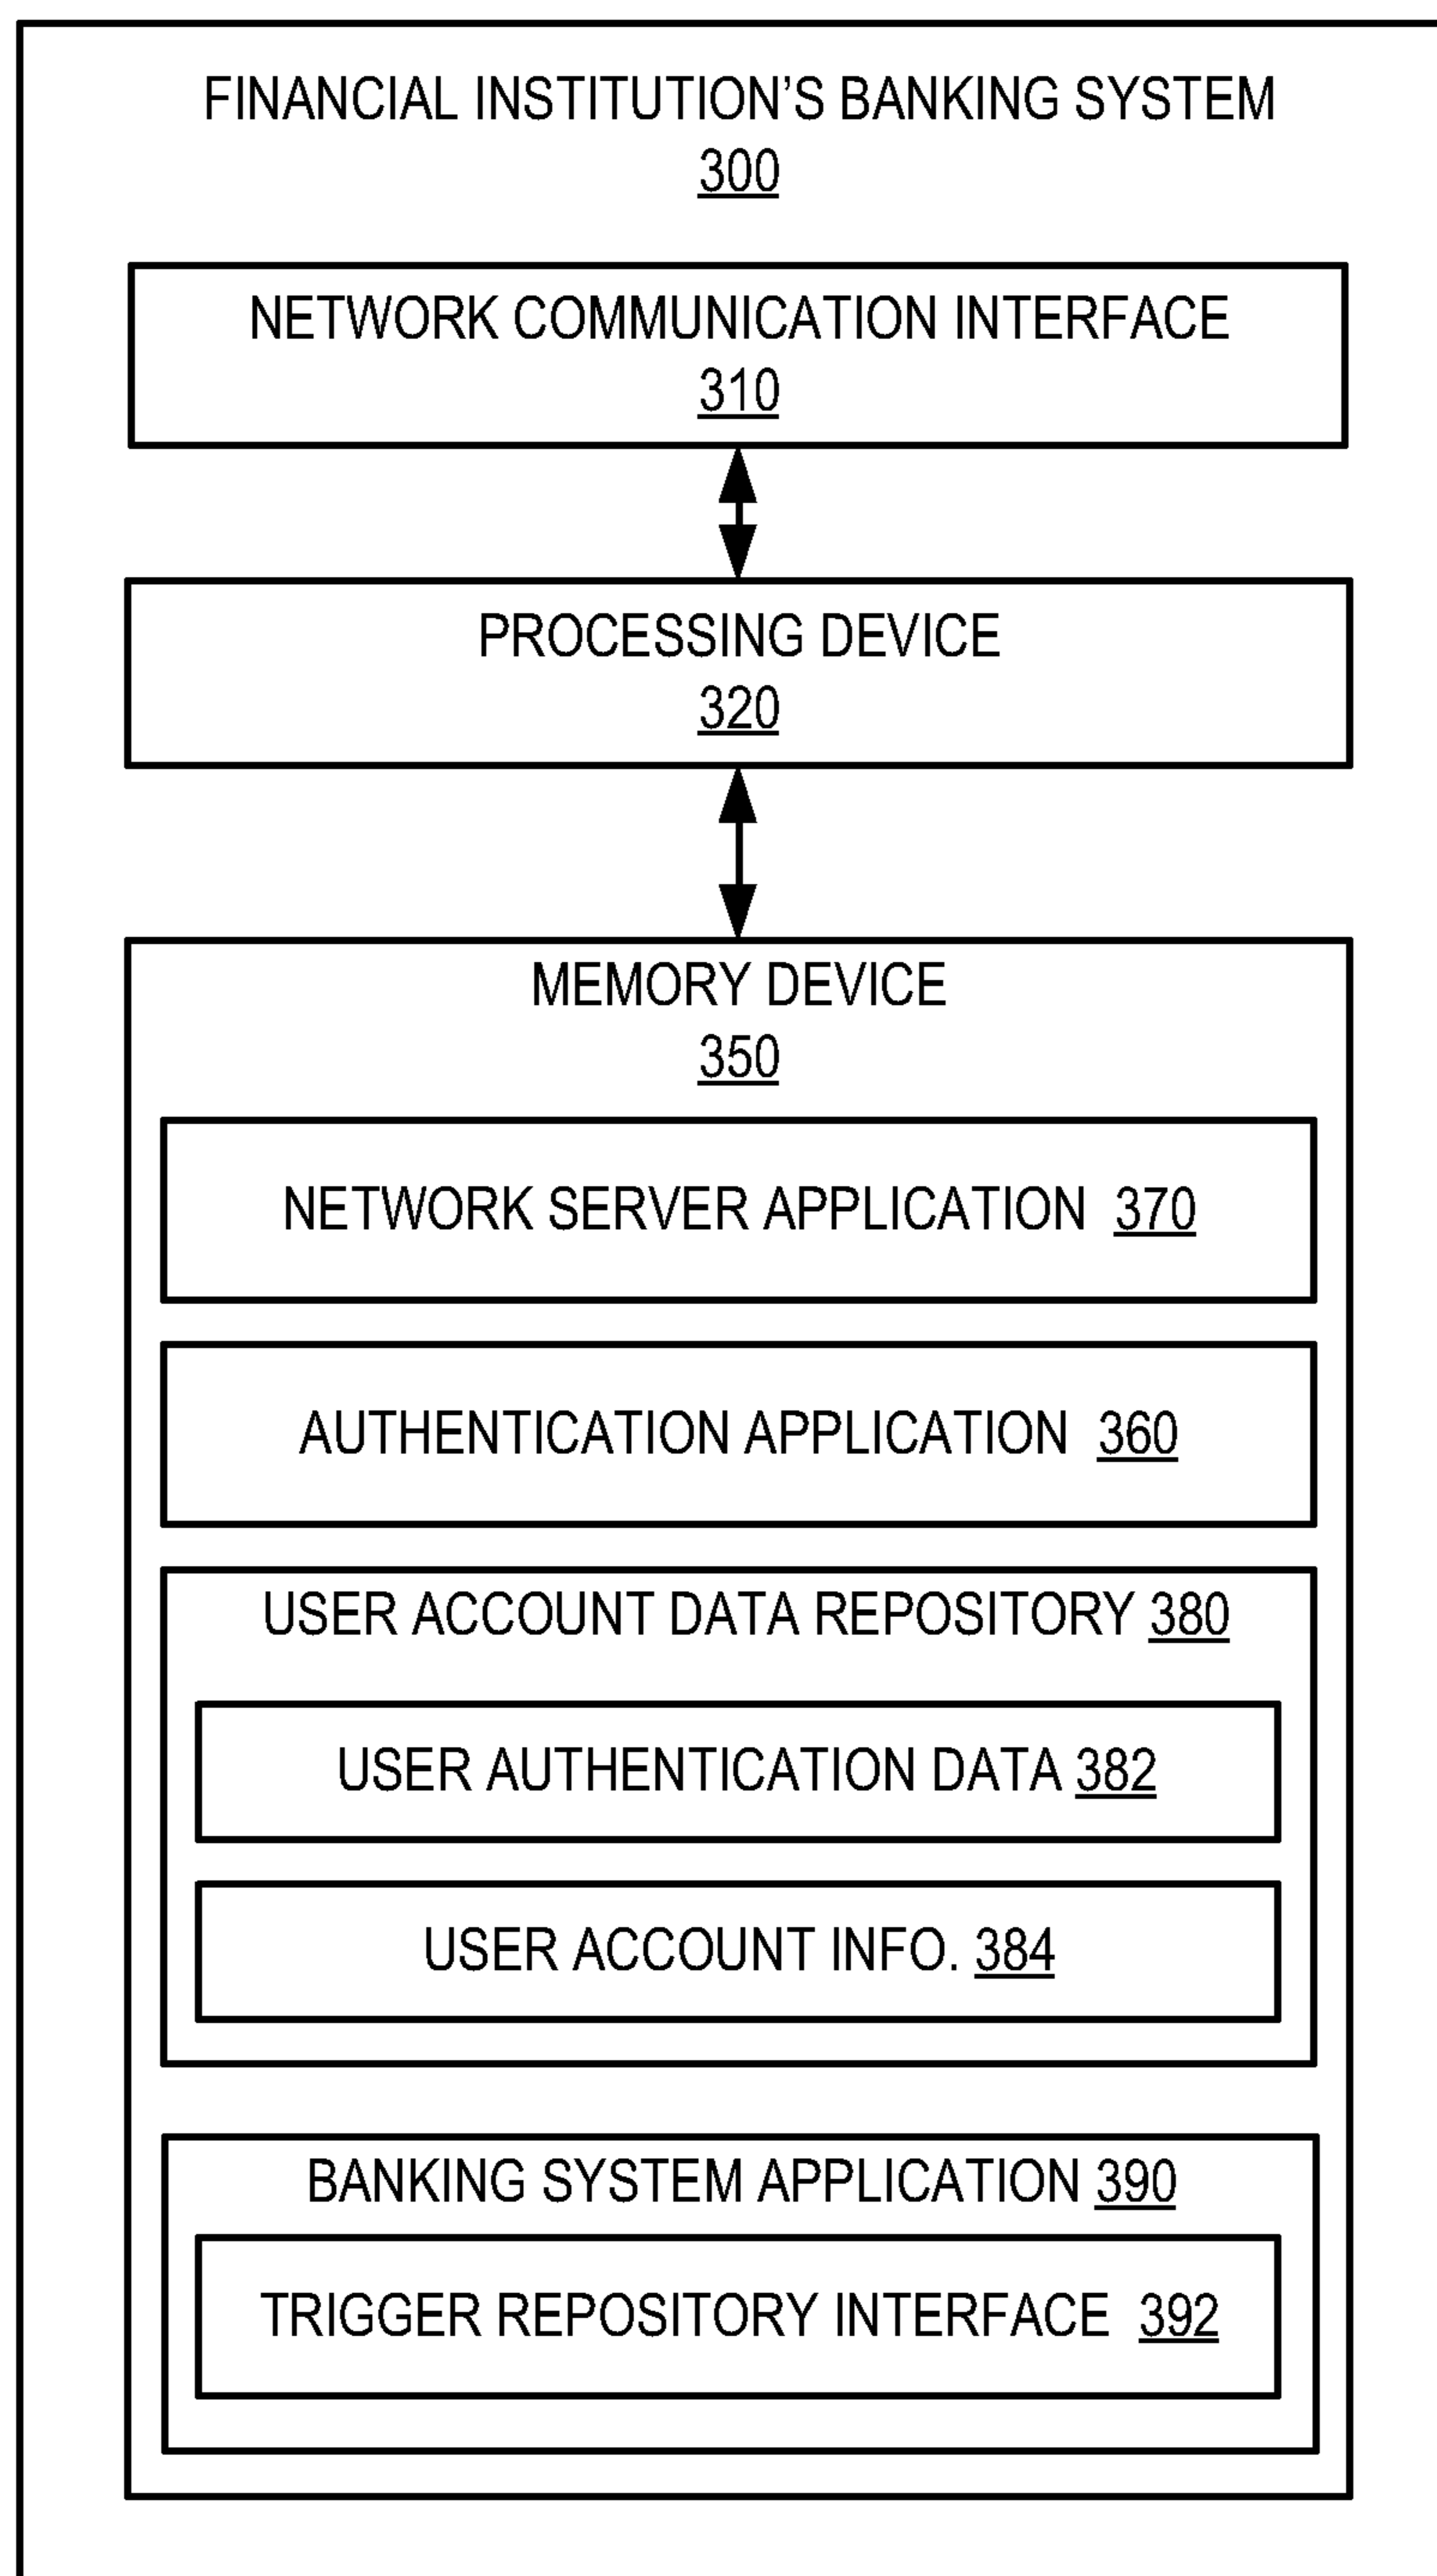 FINANCIAL INSTITUTION’S BANKING SYSTEM
300
NETWORK COMMUNICATION INTERFACE
310
PROCESSING DEVICE
320
MEMORY DEVICE
350
NETWORK SERVER APPLICATION 370
AUTHENTICATION APPLICATION 360
USER ACCOUNT DATA REPOSITORY 380
USER AUTHENTICATION DATA 382
USER ACCOUNT INFO. 384
BANKING SYSTEM APPLICATION 390
TRIGGER REPOSITORY INTERFACE 392